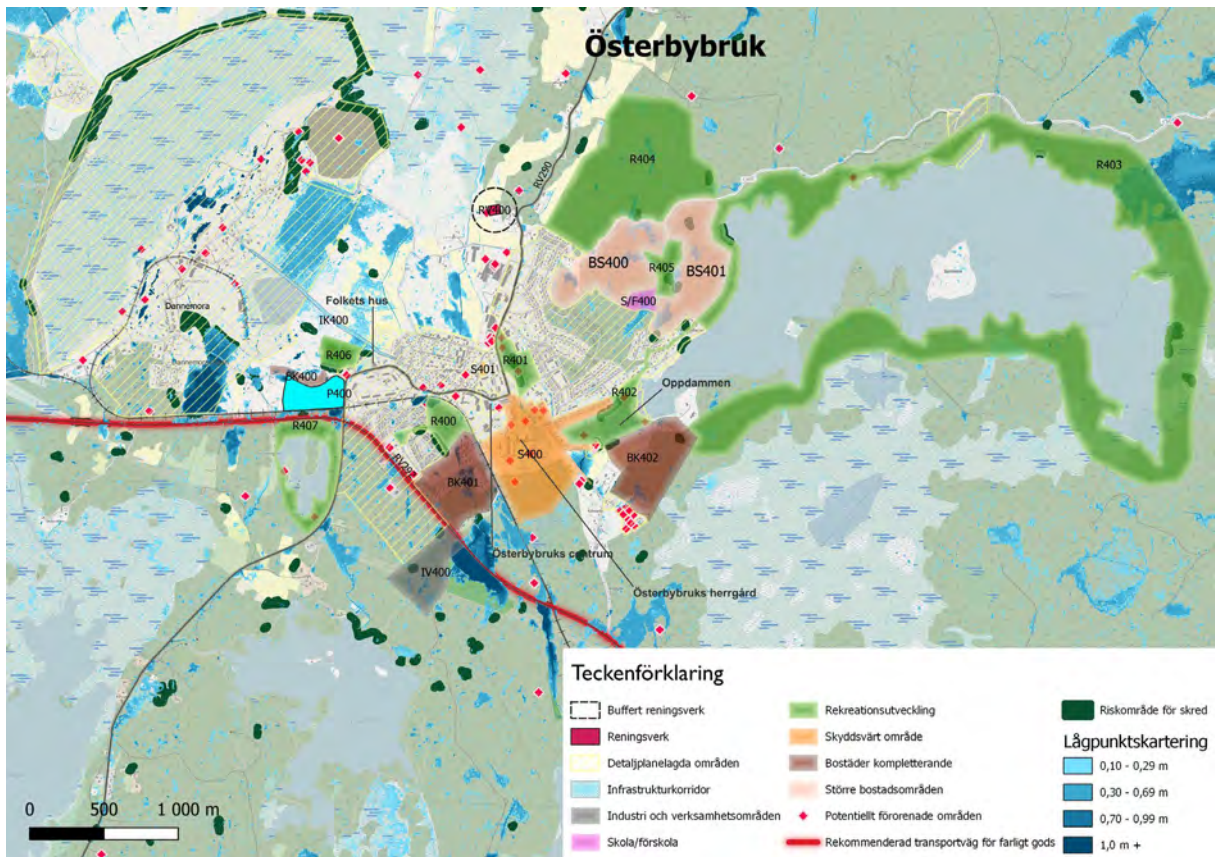 Österbybruk
R404
R403
RV290
RV400
BS400
R405
BS401
S/F400
Dannemora
Folkets hus
IK400
R406
R401
S401
BK400
P400
R402
Oppdammen
R407
R400
S400
BK402
RV290
BK401
Österbybruks centrum
IV400
Österbybruks herrgård
Teckenförklaring
Buffert reningsverk
Rekreationsutveckling
Riskområde för skred
Reningsverk
Skyddsvärt område
Lågpunktskartering
Detaljplanelagda områden
Bostäder kompletterande
0,10 - 0,29 m
Infrastrukturkorridor
Större bostadsområden
0,30 - 0,69 m
Industri och verksamhetsområden
Potentiellt förorenade områden
0,70 - 0,99 m
Skola/förskola
Rekommenderad transportväg för farligt gods
1,0 m +
0 500 1 000 m